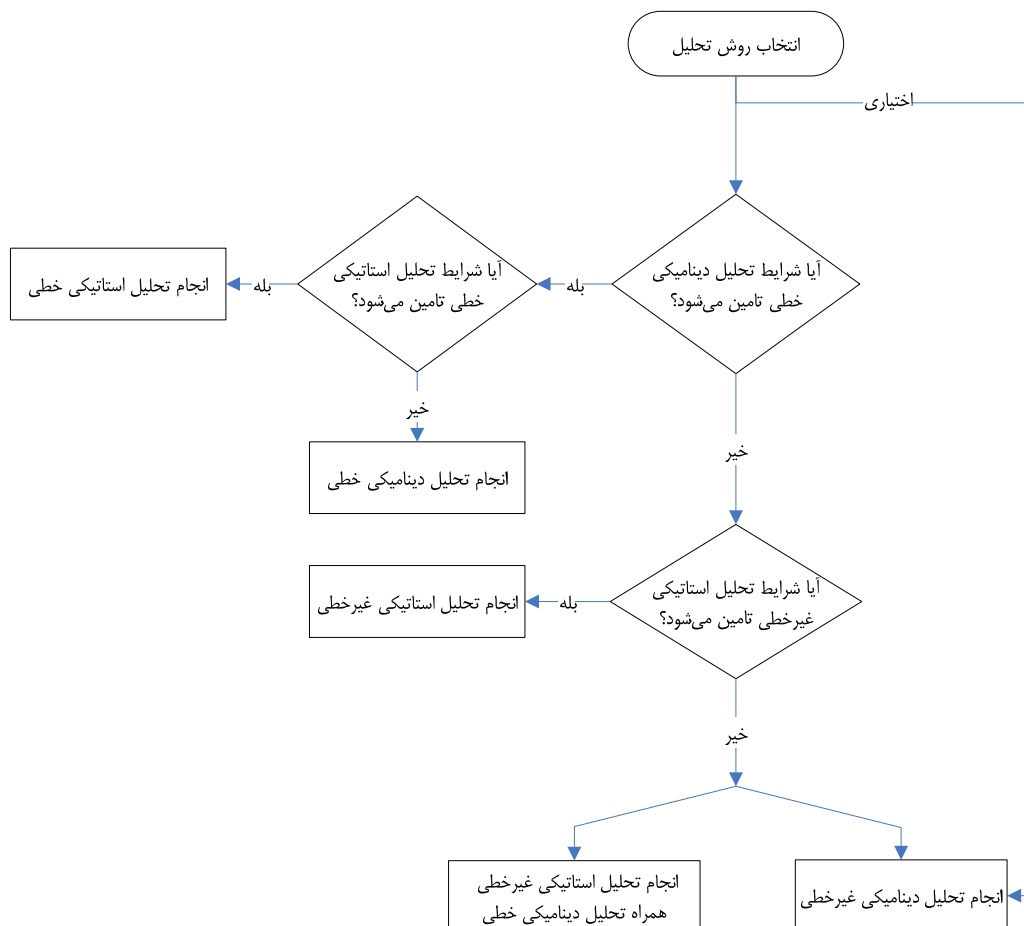 انتخاب روش تحلیل
اختیاری
آیا شرایط تحلیل دینامیکی
خطی تامین می‌شود؟
بله
آیا شرایط تحلیل استاتیکی
خطی تامین می‌شود؟
بله
انجام تحلیل استاتیکی خطی
خیر
انجام تحلیل دینامیکی خطی
خیر
آیا شرایط تحلیل استاتیکی
غیرخطی تامین می‌شود؟
بله
انجام تحلیل استاتیکی غیرخطی
خیر
انجام تحلیل دینامیکی غیرخطی
انجام تحلیل استاتیکی غیرخطی
همراه تحلیل دینامیکی خطی